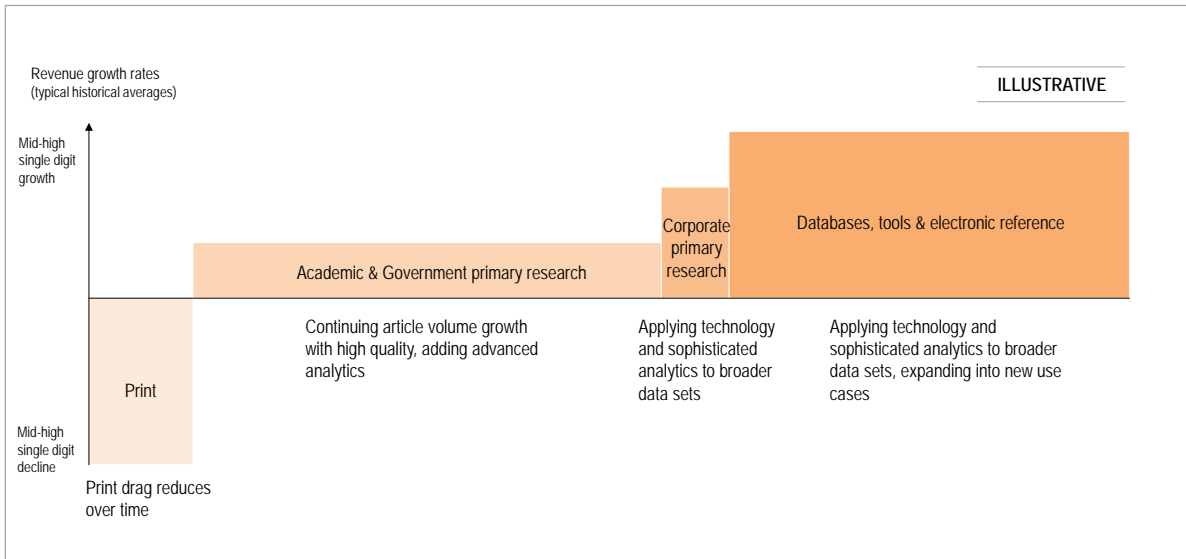 Revenue growth rates
(typical historical averages)
ILLUSTRATIVE
Mid-high
single digit
growth
Corporate
primary
research
Databases, tools & electronic reference
Academic & Government primary research
Continuing article volume growth
with high quality, adding advanced
analytics
Applying technology
and sophisticated
analytics to broader
data sets
Applying technology and
sophisticated analytics to broader
data sets, expanding into new use
cases
Print
Mid-high
single digit
decline
Print drag reduces
over time